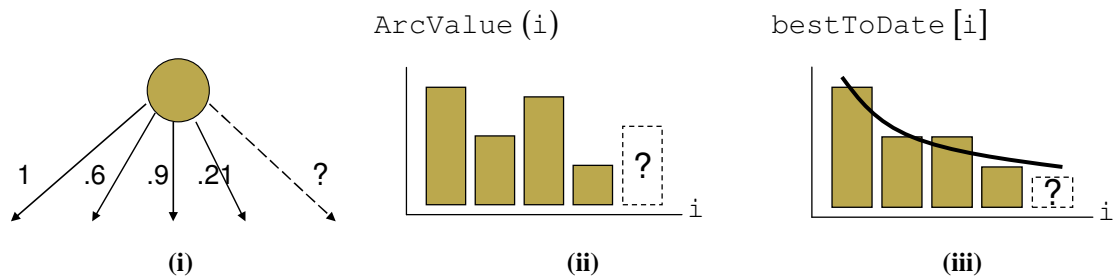 ArcValue (i)
bestToDate [i]
1
.6
.9
.21
?
?
?
i
i
(i)
(ii)
(iii)